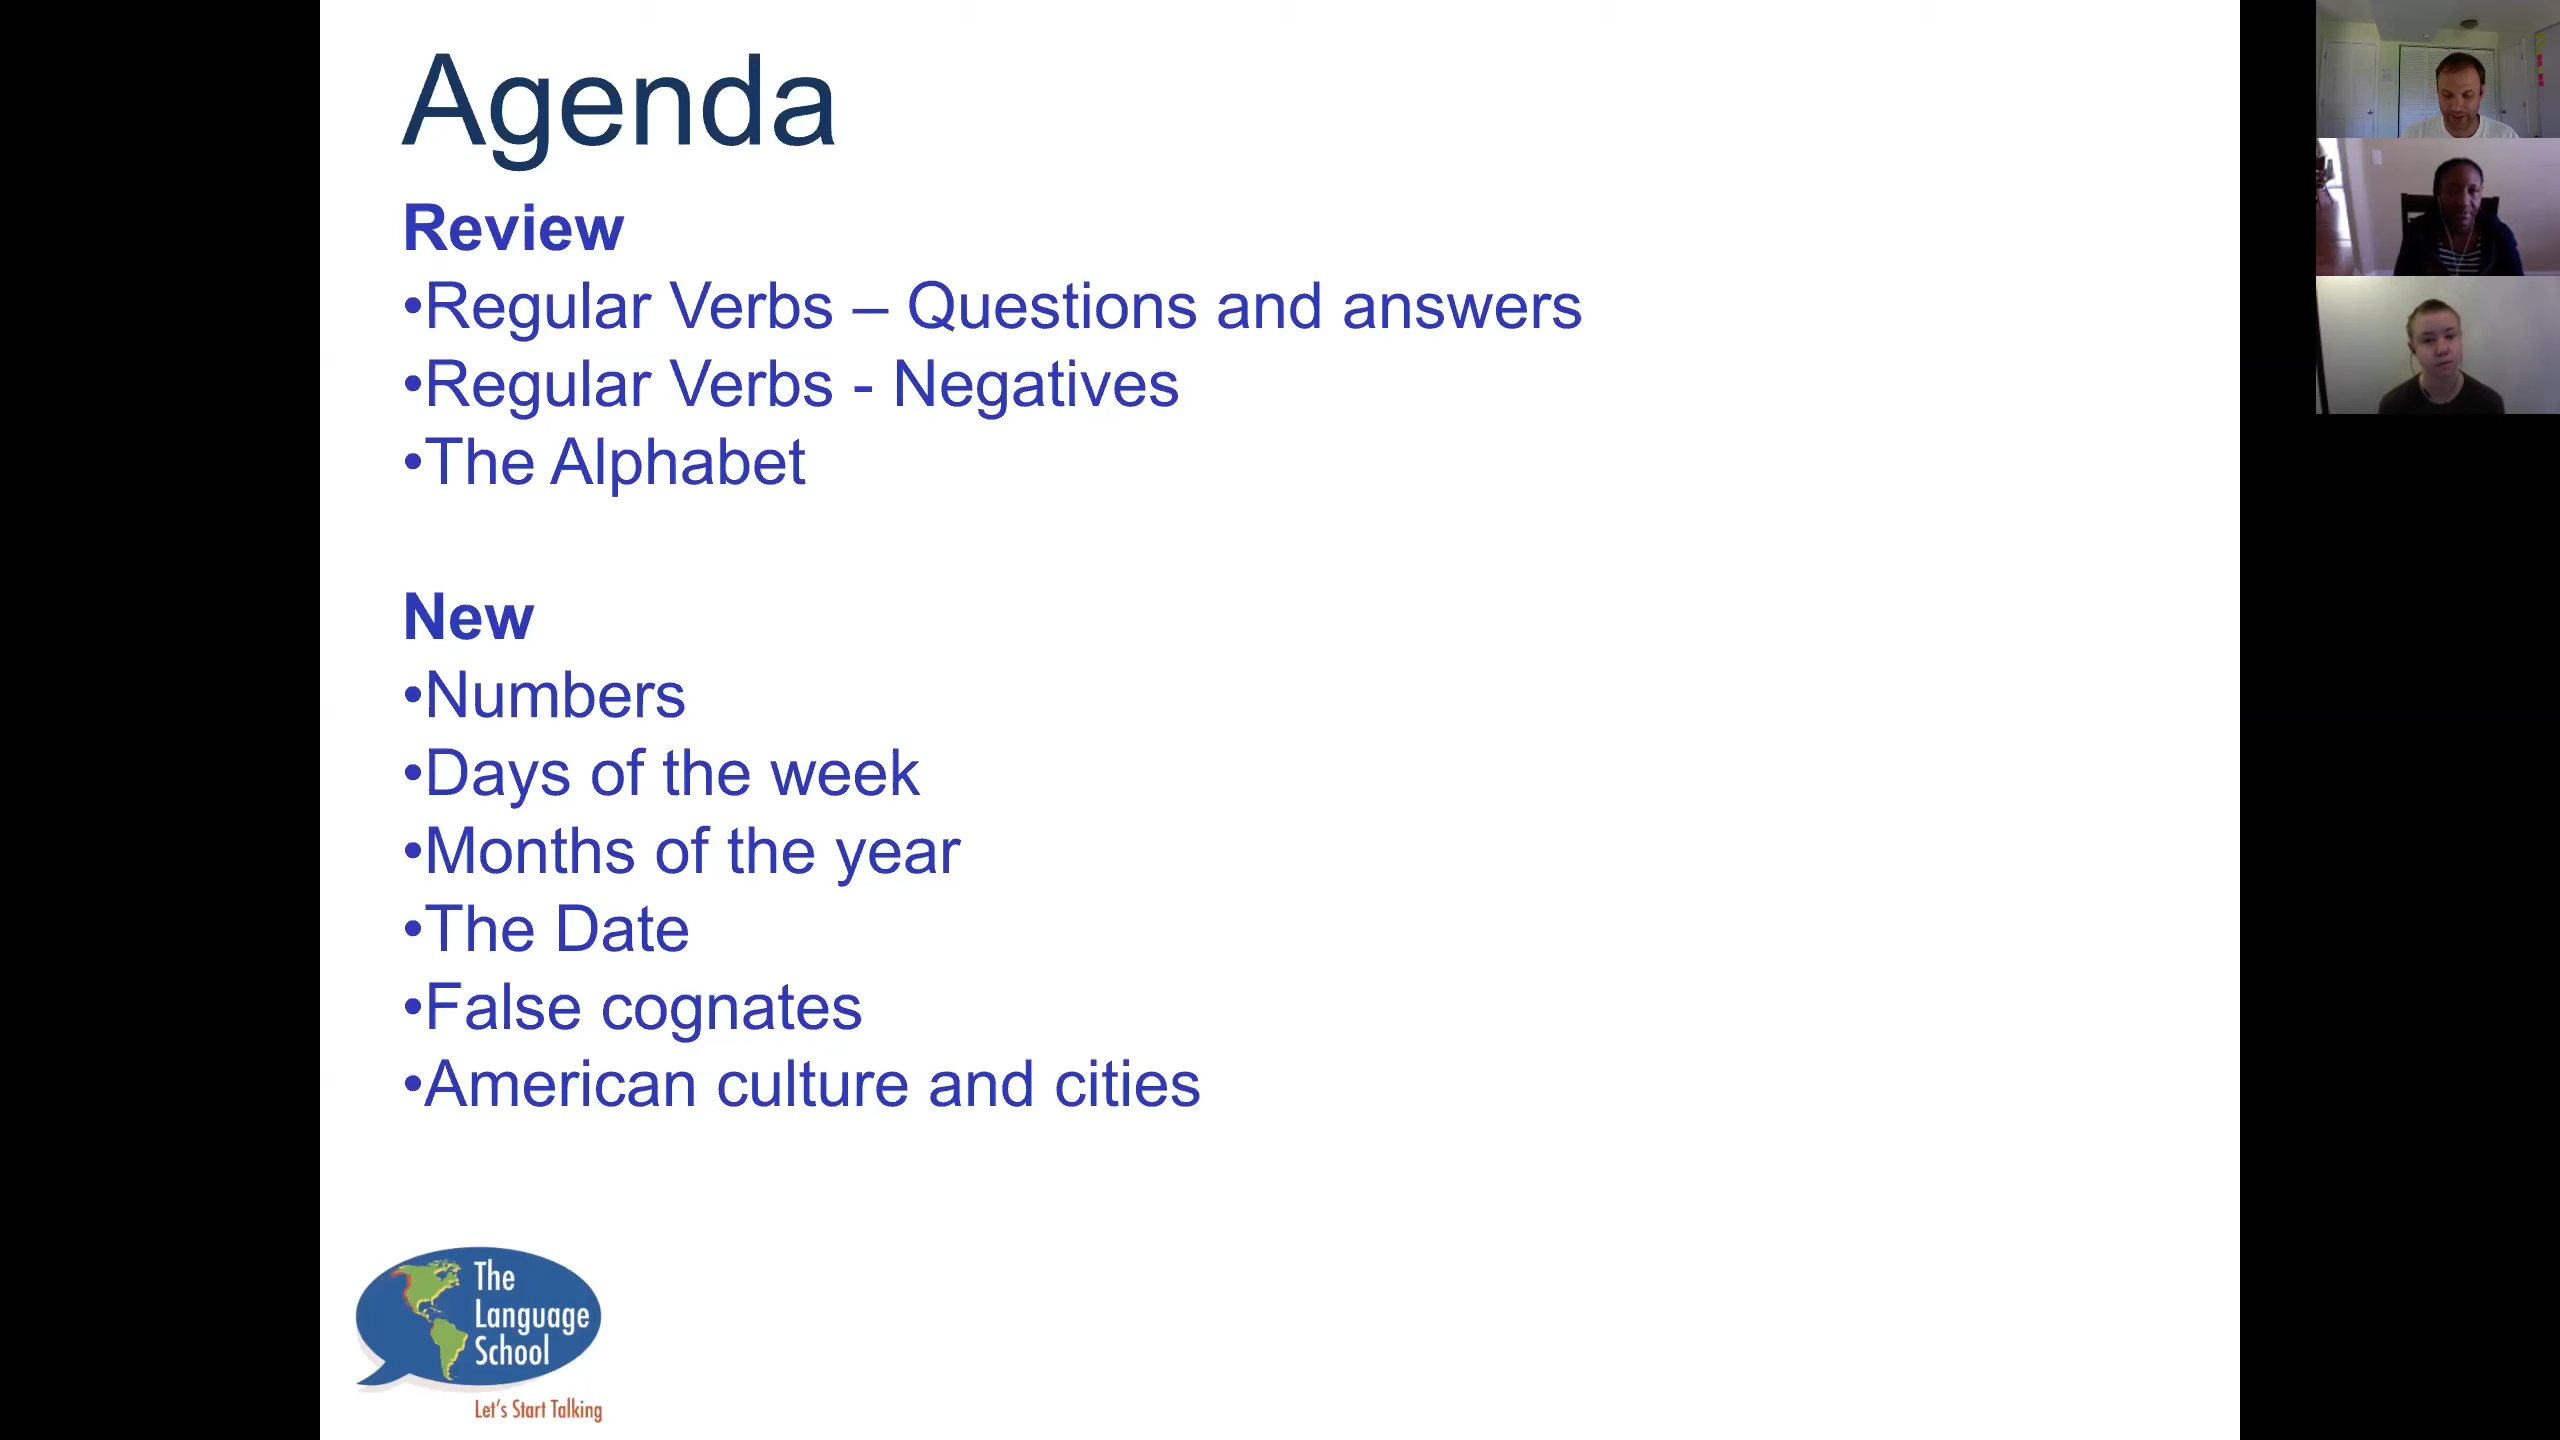 Agenda
Review
•Regular Verbs – Questions and answers
•Regular Verbs - Negatives
•The Alphabet
New
•Numbers
•Days of the week
•Months of the year
•The Date
•False cognates
•American culture and cities
The
Language
School
Let's Start Talking